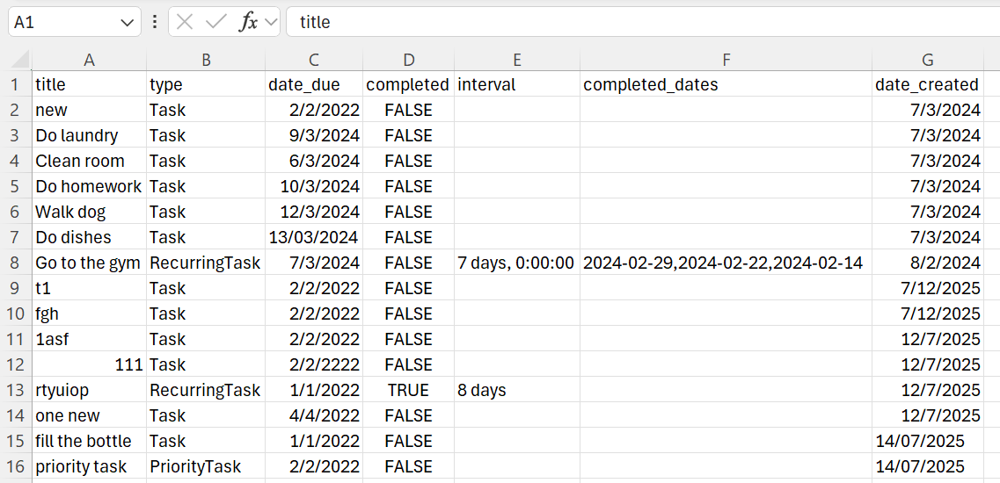 A1 fx title
A B C D E F G
1 title type date_due completed interval completed_dates date_created
2 new Task 2/2/2022 FALSE 7/3/2024
3 Do laundry Task 9/3/2024 FALSE 7/3/2024
4 Clean room Task 6/3/2024 FALSE 7/3/2024
5 Do homework Task 10/3/2024 FALSE 7/3/2024
6 Walk dog Task 12/3/2024 FALSE 7/3/2024
7 Do dishes Task 13/03/2024 FALSE 7/3/2024
8 Go to the gym RecurringTask 7/3/2024 FALSE 7 days, 0:00:00 2024-02-29,2024-02-22,2024-02-14 8/2/2024
9 t1 Task 2/2/2022 FALSE 7/12/2025
10 fgh Task 2/2/2022 FALSE 7/12/2025
11 1asf Task 2/2/2022 FALSE 12/7/2025
12 111 Task 2/2/2222 FALSE 12/7/2025
13 rtyuiop RecurringTask 1/1/2022 TRUE 8 days 12/7/2025
14 one new Task 4/4/2022 FALSE 12/7/2025
15 fill the bottle Task 1/1/2022 FALSE 14/07/2025
16 priority task PriorityTask 2/2/2022 FALSE 14/07/2025